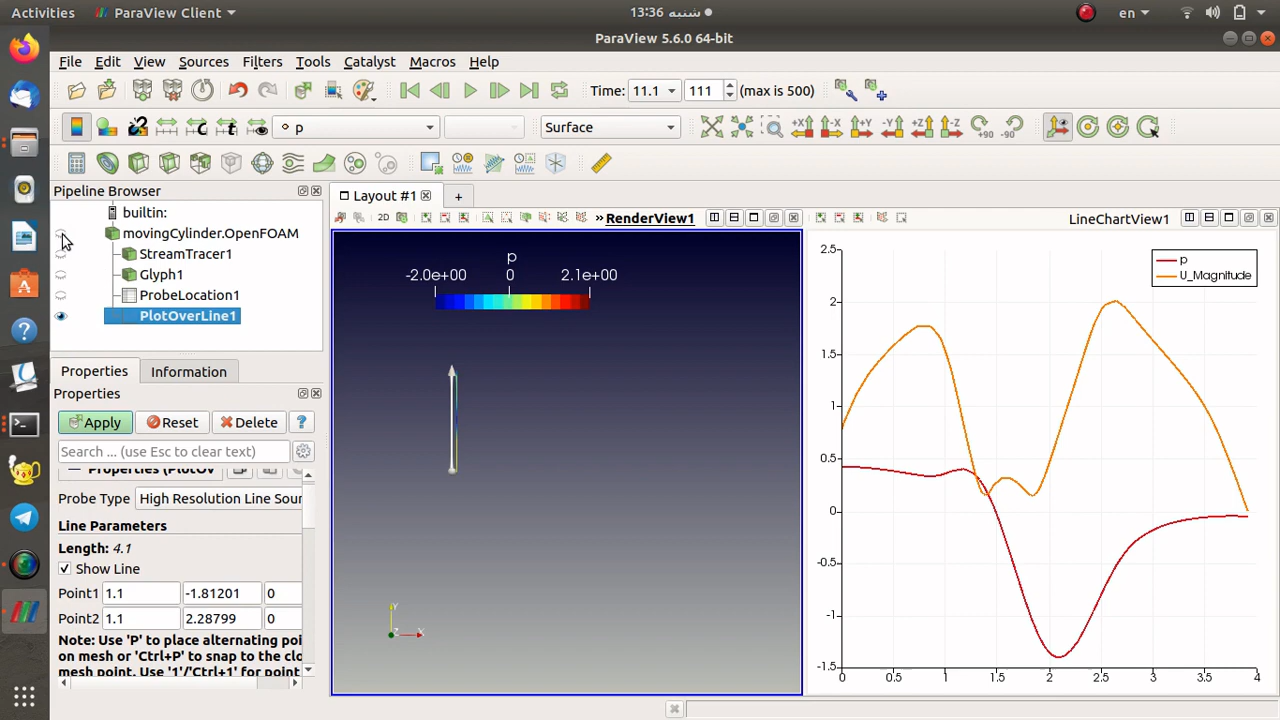 Activities
ParaView Client
شنبه 13:36
en
ParaView 5.6.0 64-bit
File Edit View Sources Filters Tools Catalyst Macros Help
Time: 11.1 111 (max is 500)
p Surface
+X -X +Y -Y +Z -Z +90 -90
Pipeline Browser
Layout #1
builtin:
movingCylinder.OpenFOAM
StreamTracer1
Glyph1
ProbeLocation1
PlotOverLine1
2D
» RenderView1
LineChartView1
Properties Information
Properties
Apply Reset Delete ?
Search ... (use Esc to clear text)
Properties (PlotOv
Probe Type High Resolution Line Sour
Line Parameters
Length: 4.1
Show Line
Point1 1.1 -1.81201 0
Point2 1.1 2.28799 0
Note: Use 'P' to place alternating poi
on mesh or 'Ctrl+P' to snap to the clo
mesh point. Use '1'/'Ctrl+1' for point
p
-2.0e+00 0 2.1e+00
Y
Z X
p
U_Magnitude
2.5
2
1.5
1
0.5
0
-0.5
-1
-1.5
0 0.5 1 1.5 2 2.5 3 3.5 4